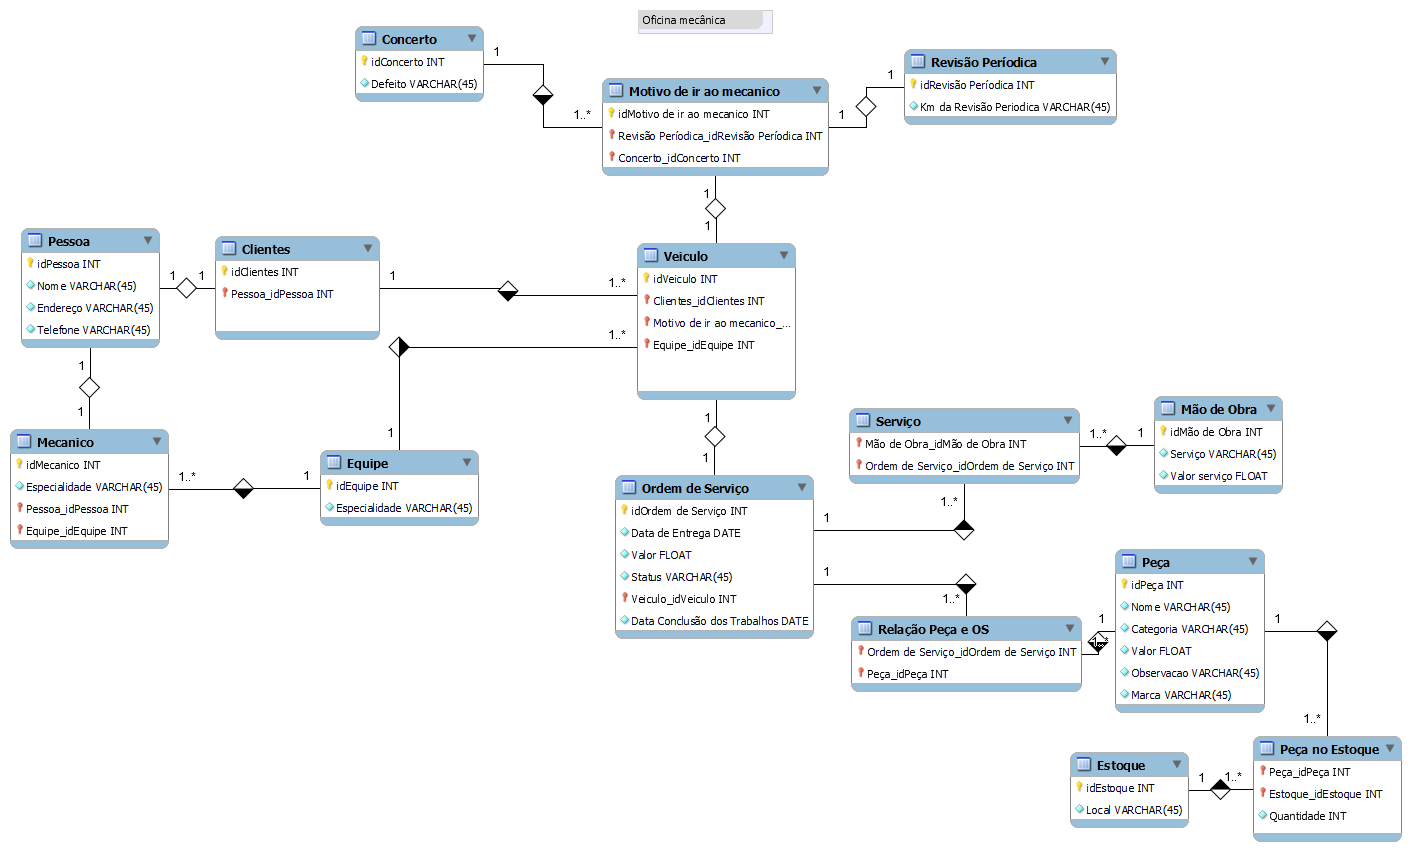 Oficina mecânica
Concerto
idConcerto INT
Defeito VARCHAR(45)
1
1..*
Motivo de ir ao mecanico
idMotivo de ir ao mecanico INT
Revisão Períodica_idRevisão Períodica INT
Concerto_idConcerto INT
1
1
Revisão Períodica
idRevisão Períodica INT
Km da Revisão Periodica VARCHAR(45)
1
1
Pessoa
idPessoa INT
Nome VARCHAR(45)
Endereço VARCHAR(45)
Telefone VARCHAR(45)
1
1
Clientes
idClientes INT
Pessoa_idPessoa INT
1
1..*
Veiculo
idVeiculo INT
Clientes_idClientes INT
Motivo de ir ao mecanico_...
Equipe_idEquipe INT
1..*
1
1
1
Mecanico
idMecanico INT
Especialidade VARCHAR(45)
Pessoa_idPessoa INT
Equipe_idEquipe INT
1..*
1
Equipe
idEquipe INT
Especialidade VARCHAR(45)
1
1
Ordem de Serviço
idOrdem de Serviço INT
Data de Entrega DATE
Valor FLOAT
Status VARCHAR(45)
Veiculo_idVeiculo INT
Data Conclusão dos Trabalhos DATE
1
1..*
1
1..*
Serviço
Mão de Obra_idMão de Obra INT
Ordem de Serviço_idOrdem de Serviço INT
1..*
1
Mão de Obra
idMão de Obra INT
Serviço VARCHAR(45)
Valor serviço FLOAT
Relação Peça e OS
Ordem de Serviço_idOrdem de Serviço INT
Peça_idPeça INT
1
1..*
Peça
idPeça INT
Nome VARCHAR(45)
Categoria VARCHAR(45)
Valor FLOAT
Observacao VARCHAR(45)
Marca VARCHAR(45)
1
1..*
Estoque
idEstoque INT
Local VARCHAR(45)
1
1..*
Peça no Estoque
Peça_idPeça INT
Estoque_idEstoque INT
Quantidade INT